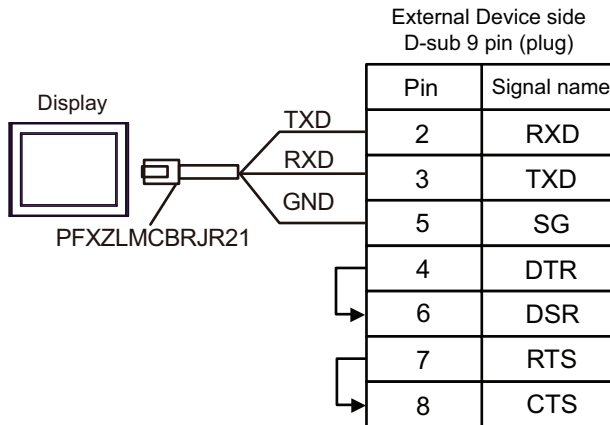 External Device side
D-sub 9 pin (plug)
Pin Signal name
Display
TXD 2 RXD
RXD 3 TXD
GND 5 SG
PFXZLMCBRJR21
4 DTR
6 DSR
7 RTS
8 CTS